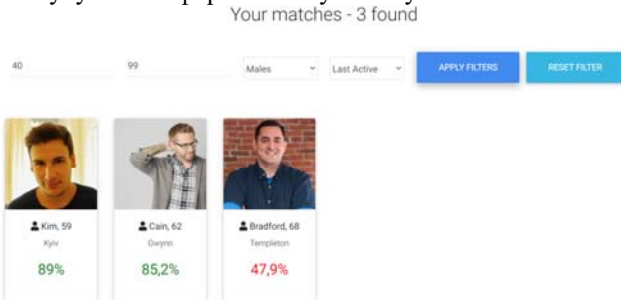 Your matches - 3 found
40 99 Males Last Active APPLY FILTERS RESET FILTER
Kim, 59 Cain, 62 Bradford, 68
Kyiv Gwynn Templeton
89% 85,2% 47,9%